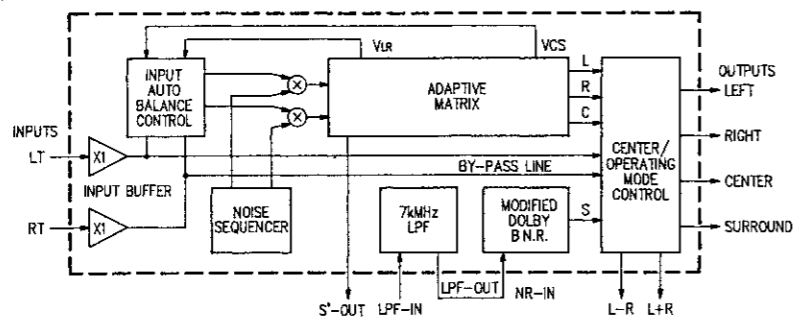 VLR
VCS
L
R
C
INPUT
AUTO
BALANCE
CONTROL
X
X
ADAPTIVE
MATRIX
OUTPUTS
LEFT
RIGHT
CENTER
SURROUND
INPUTS
LT
X1
INPUT BUFFER
RT
X1
BY-PASS LINE
CENTER/
OPERATING
MODE
CONTROL
NOISE
SEQUENCER
7kMHz
LPF
MODIFIED
DOLBY
B N.R.
S
LPF-OUT
NR-IN
S'-OUT
LPF-IN
L-R
L+R